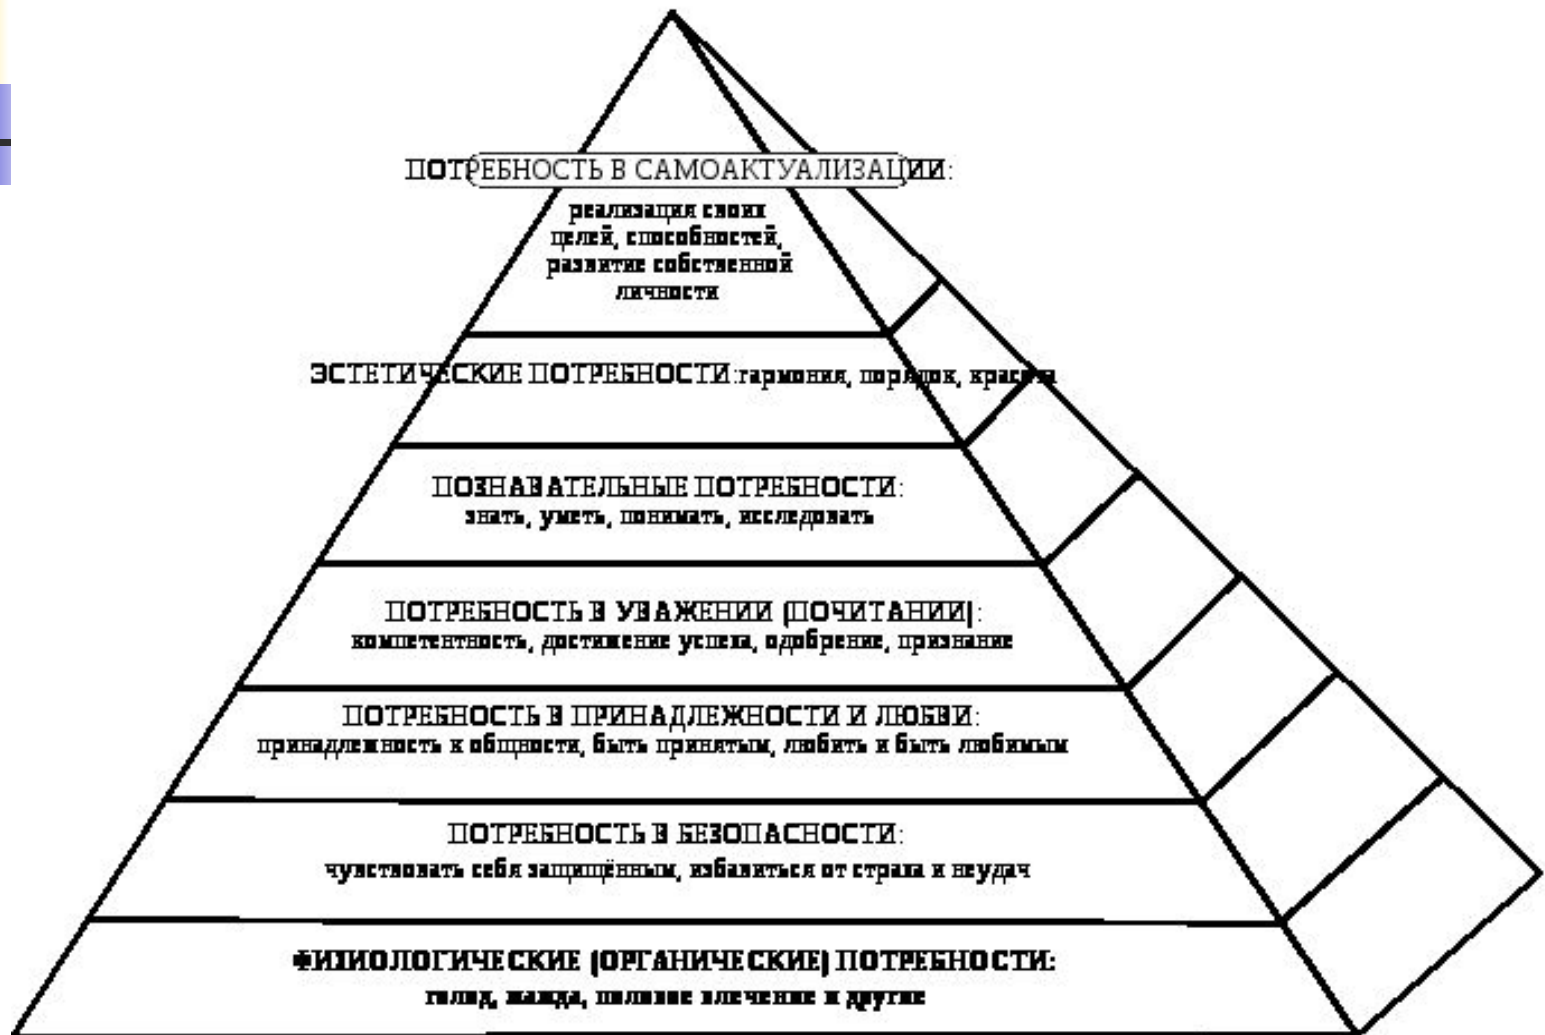 ПОТРЕБНОСТЬ В САМОАКТУАЛИЗАЦИИ:
реализация своих
целей, способностей,
развитие собственной
личности
ЭСТЕТИЧЕСКИЕ ПОТРЕБНОСТИ: гармония, порядок, красота
ПОЗНАВАТЕЛЬНЫЕ ПОТРЕБНОСТИ:
знать, уметь, понимать, исследовать
ПОТРЕБНОСТЬ В УВАЖЕНИИ (ПОЧИТАНИИ):
компетентность, достижение успеха, одобрение, признание
ПОТРЕБНОСТЬ В ПРИНАДЛЕЖНОСТИ И ЛЮБВИ:
принадлежность к общности, быть принятым, любить и быть любимым
ПОТРЕБНОСТЬ В БЕЗОПАСНОСТИ:
чувствовать себя защищённым, избавиться от страха и неудач
ФИЗИОЛОГИЧЕСКИЕ (ОРГАНИЧЕСКИЕ) ПОТРЕБНОСТИ:
голод, жажда, половое влечение и другие